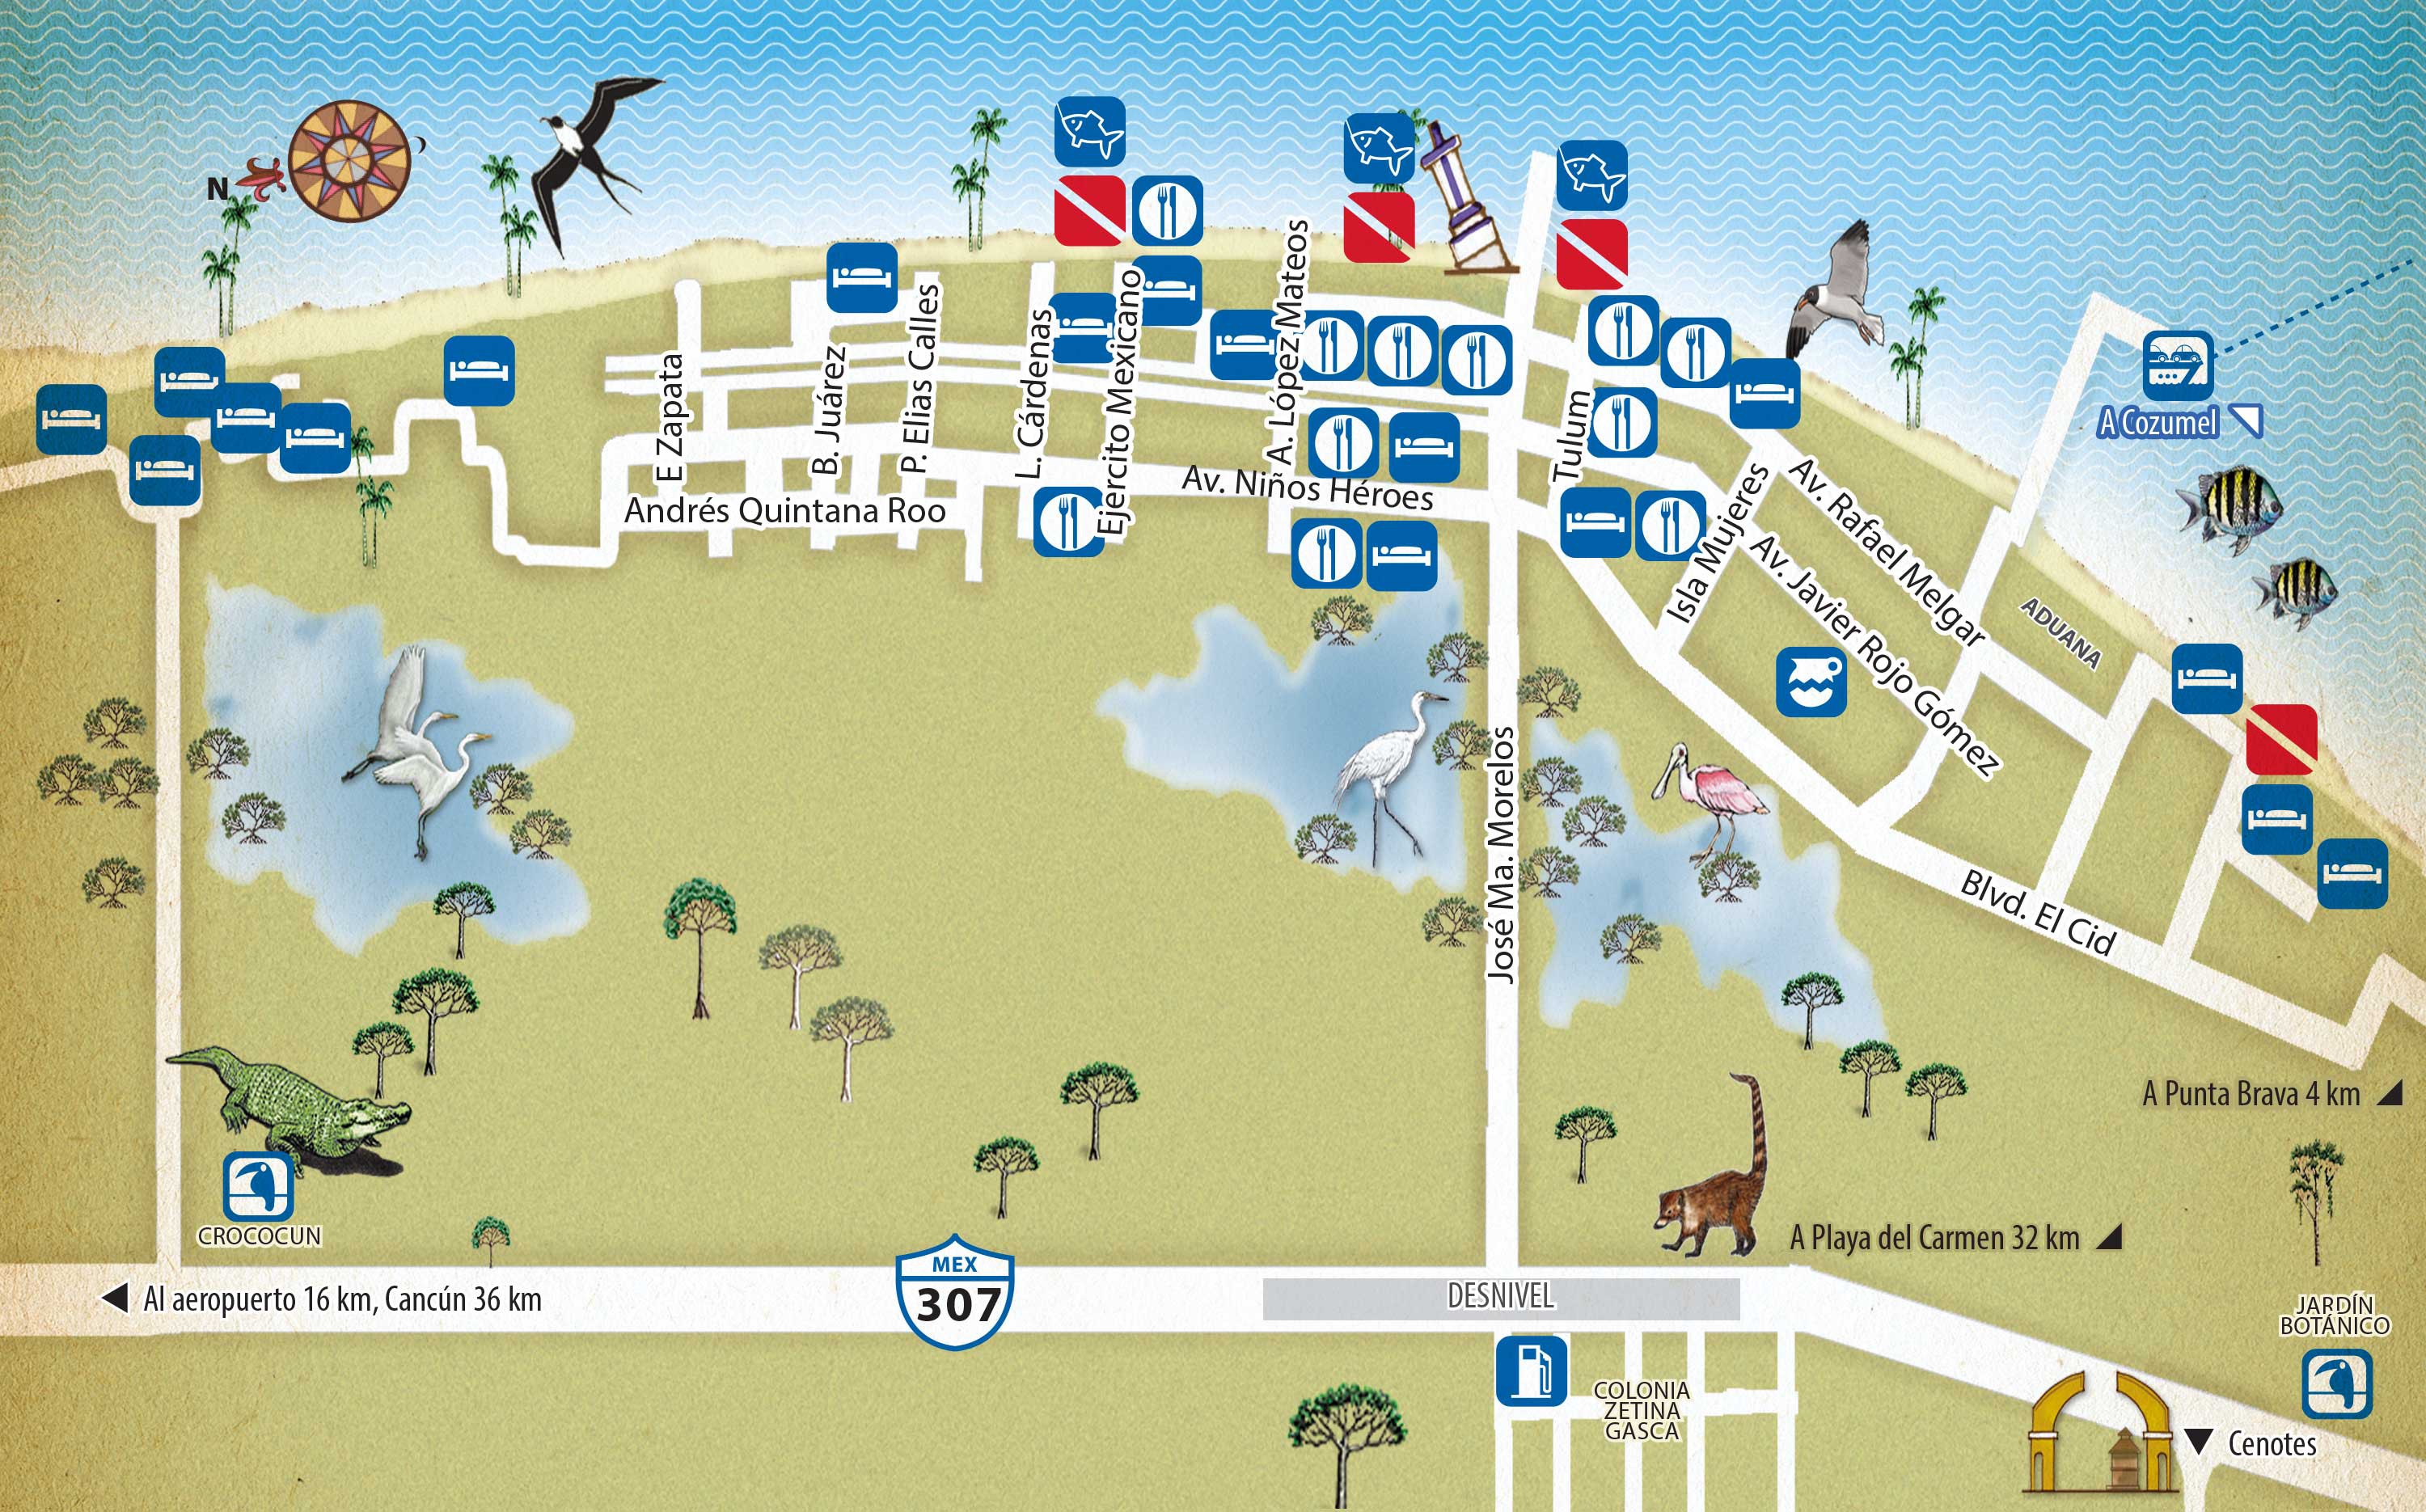 N
A. López Mateos
Ejercito Mexicano
P. Elias Calles
L. Cárdenas
B. Juárez
E Zapata
Tulum
A Cozumel
Av. Niños Héroes
Andrés Quintana Roo
Isla Mujeres
Av. Rafael Melgar
Av. Javier Rojo Gómez
ADUANA
José Ma. Morelos
Blvd. El Cid
A Punta Brava 4 km
CROCOCUN
A Playa del Carmen 32 km
MEX
307
Al aeropuerto 16 km, Cancún 36 km
DESNIVEL
JARDÍN
BOTÁNICO
COLONIA
ZETINA
GASCA
Cenotes